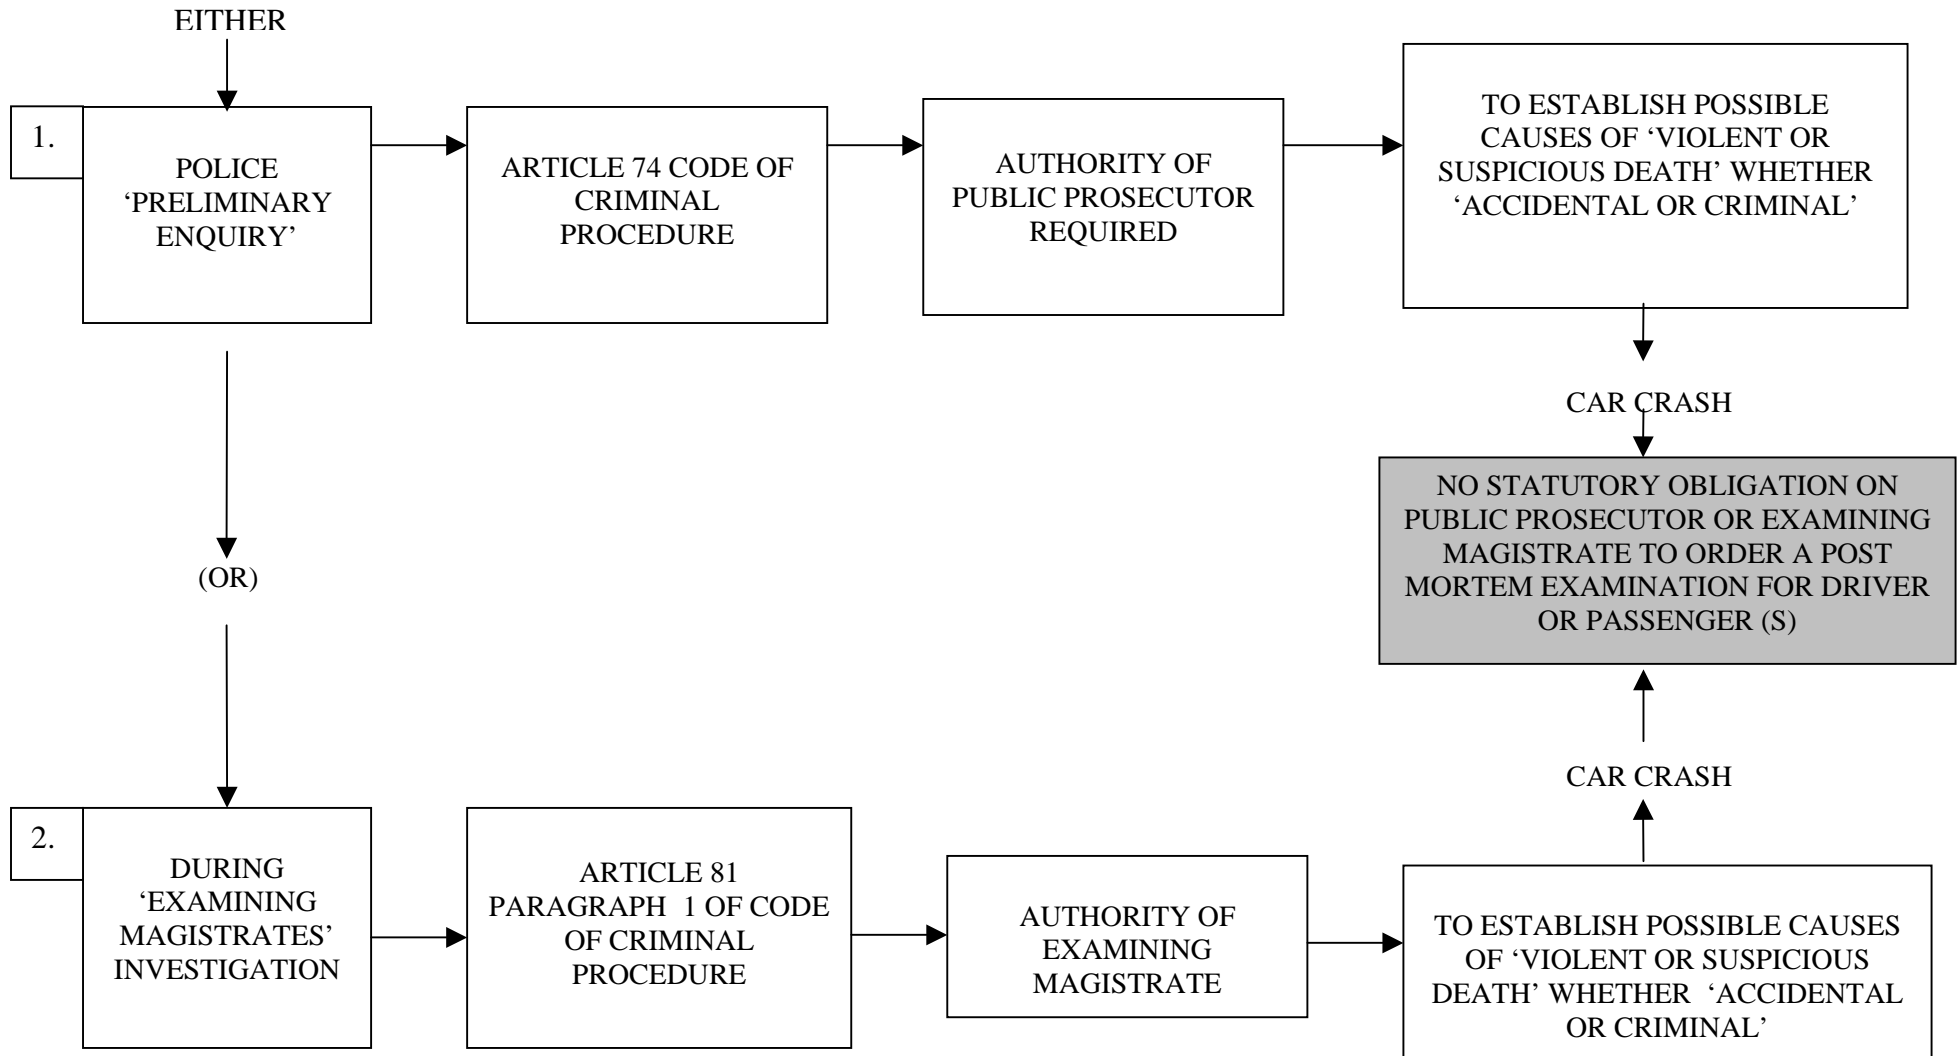 EITHER
1.
POLICE
‘PRELIMINARY
ENQUIRY’
ARTICLE 74 CODE OF
CRIMINAL
PROCEDURE
AUTHORITY OF
PUBLIC PROSECUTOR
REQUIRED
TO ESTABLISH POSSIBLE
CAUSES OF ‘VIOLENT OR
SUSPICIOUS DEATH’ WHETHER
‘ACCIDENTAL OR CRIMINAL’
CAR CRASH
NO STATUTORY OBLIGATION ON
PUBLIC PROSECUTOR OR EXAMINING
MAGISTRATE TO ORDER A POST
MORTEM EXAMINATION FOR DRIVER
OR PASSENGER (S)
(OR)
CAR CRASH
2.
DURING
‘EXAMINING
MAGISTRATES’
INVESTIGATION
ARTICLE 81
PARAGRAPH 1 OF CODE
OF CRIMINAL
PROCEDURE
AUTHORITY OF
EXAMINING
MAGISTRATE
TO ESTABLISH POSSIBLE CAUSES
OF ‘VIOLENT OR SUSPICIOUS
DEATH’ WHETHER ‘ACCIDENTAL
OR CRIMINAL’